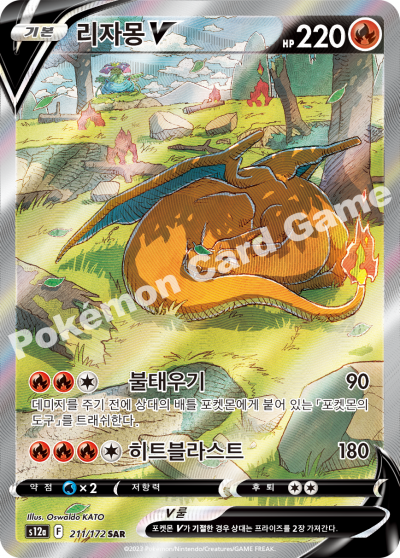 기본
리자몽V
HP220
Pokémon Card Game
불태우기 90
데미지를 주기 전에 상대의 배틀 포켓몬에게 붙어 있는 「포켓몬의
도구」를 트래쉬한다.
히트블라스트 180
약점 ×2 저항력 후퇴
Illus. Oswaldo KATO
V룰
s12a F 211/172 SAR
포켓몬 V가 기절한 경우 상대는 프라이즈를 2장 가져간다.
©2023 Pokémon/Nintendo/Creatures/GAME FREAK.